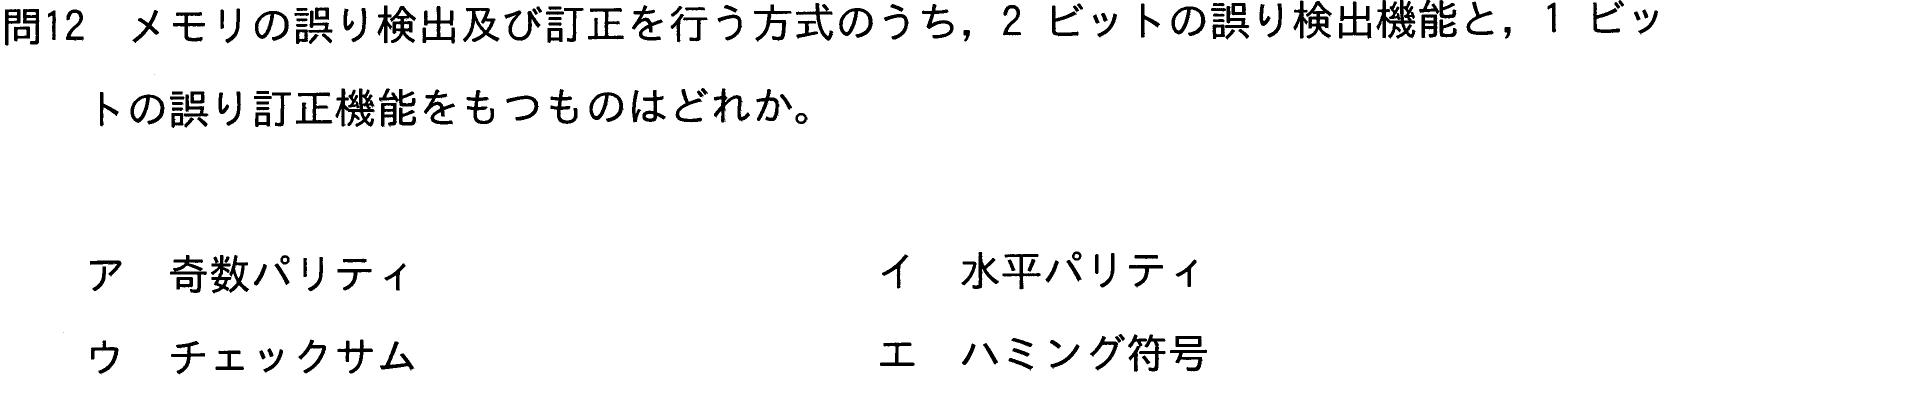 問12　メモリの誤り検出及び訂正を行う方式のうち，2 ビットの誤り検出機能と，1 ビッ
トの誤り訂正機能をもつものはどれか。
ア　奇数パリティ　イ　水平パリティ
ウ　チェックサム　エ　ハミング符号